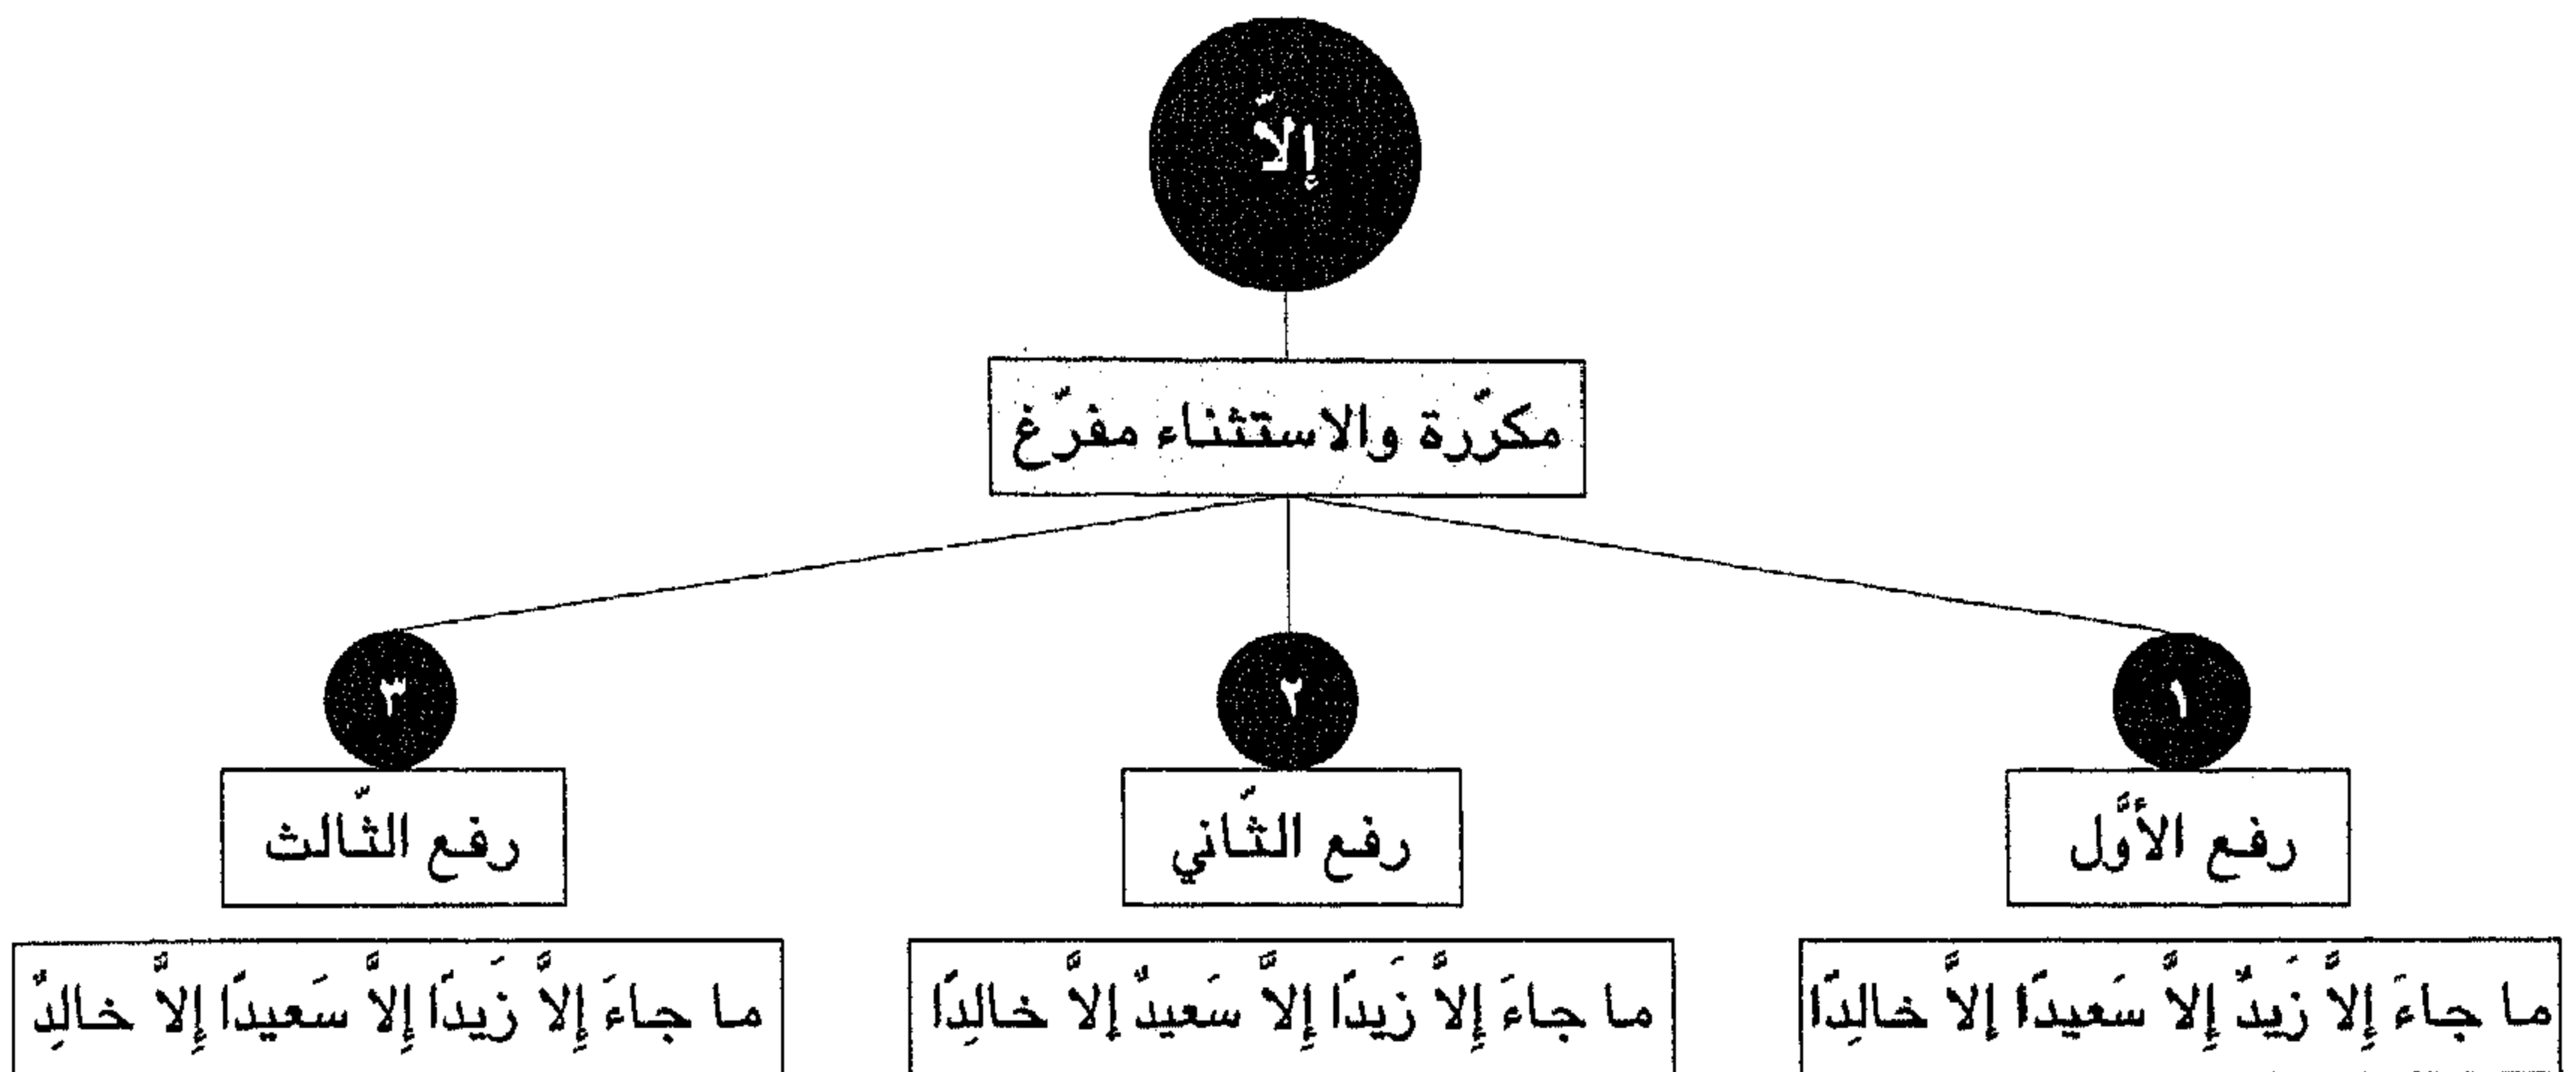 إلاّ
مكرّرة والاستثناء مفرّغ
١
رفع الأوَّل
ما جاءَ إِلاَّ زَيدٌ إِلاَّ سَعيدًا إلاَّ خالِدًا
٢
رفع الثّاني
ما جاءَ إِلاَّ زَيدًا إِلاَّ سَعيدٌ إلاَّ خالِدًا
٣
رفع الثّالث
ما جاءَ إِلاَّ زَيدًا إِلاَّ سَعيدًا إِلاَّ خالِدٌ